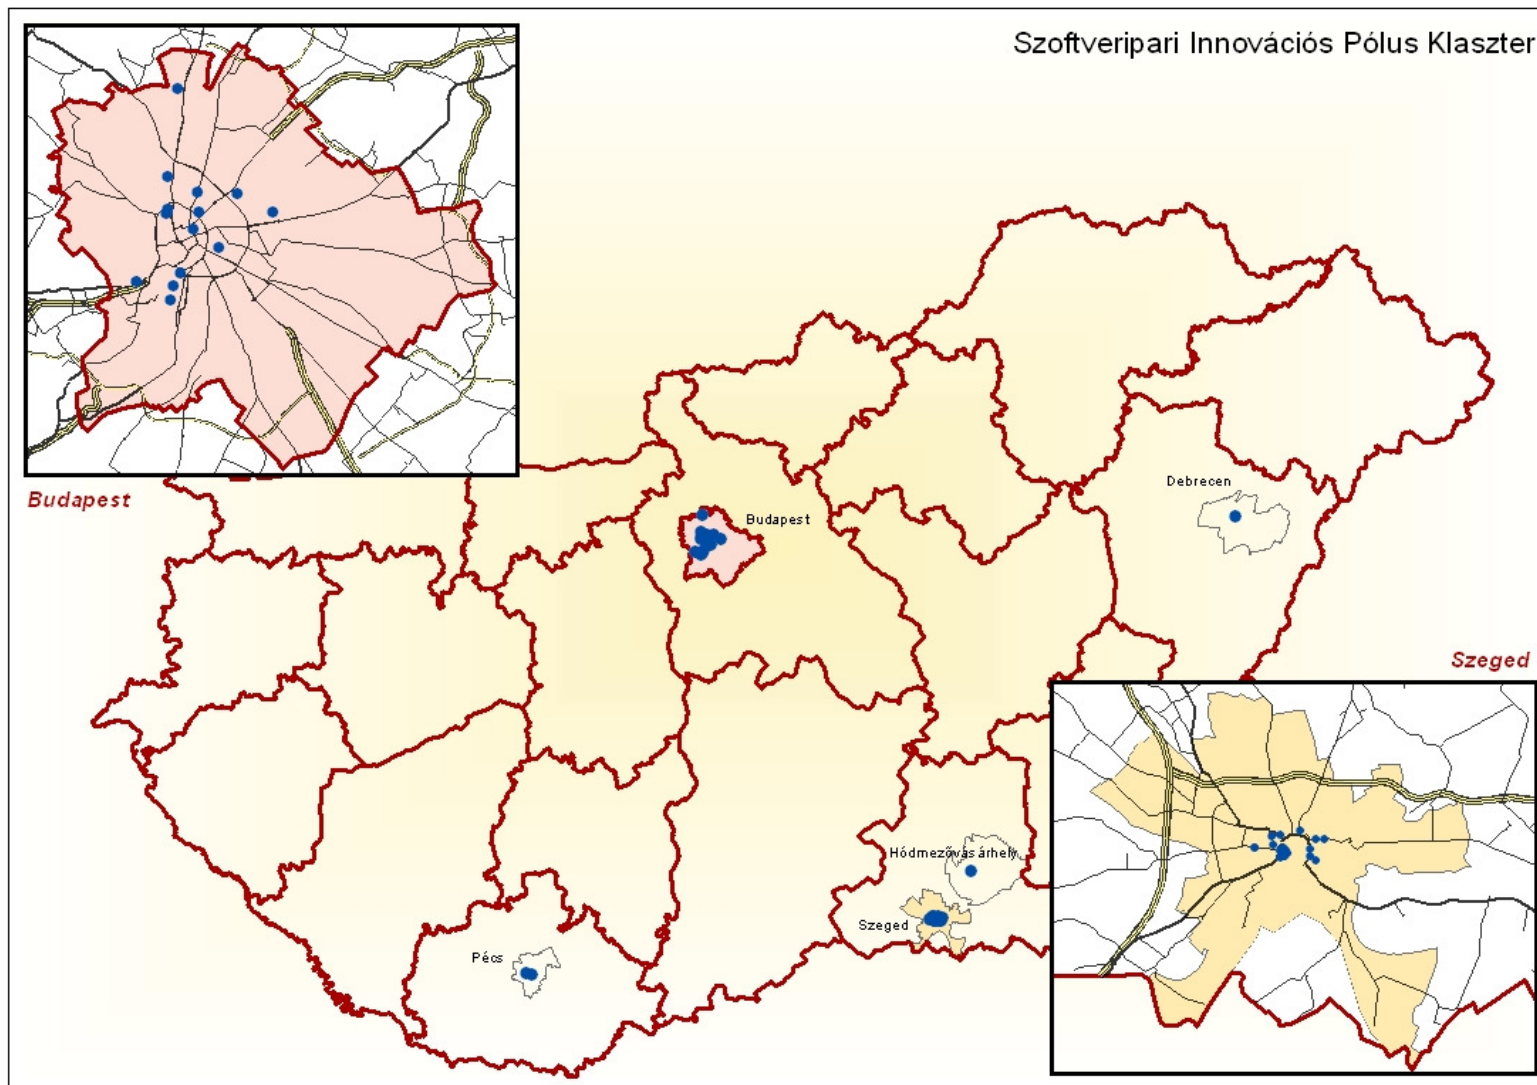 Szoftveripari Innovációs Pólus Klaszter
Budapest
Debrecen
Budapest
Szeged
Hódmezővásárhely
Szeged
Pécs